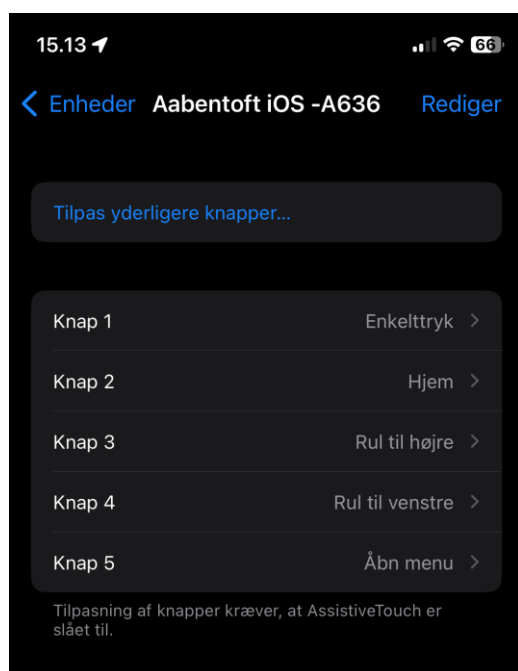 15.13
66
Enheder Aabentoft iOS -A636 Rediger
Tilpas yderligere knapper...
Knap 1 Enkelttryk
Knap 2 Hjem
Knap 3 Rul til højre
Knap 4 Rul til venstre
Knap 5 Åbn menu
Tilpasning af knapper kræver, at AssistiveTouch er
slået til.